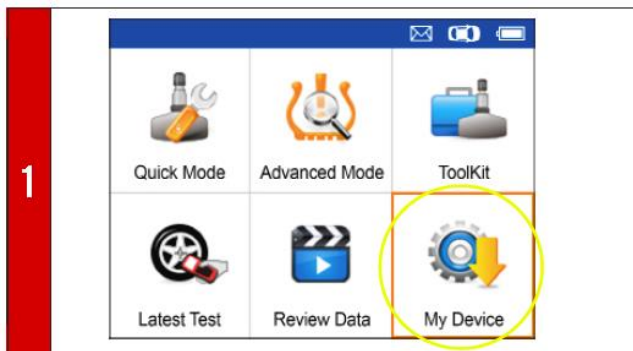 1
Quick Mode
Advanced Mode
ToolKit
Latest Test
Review Data
My Device